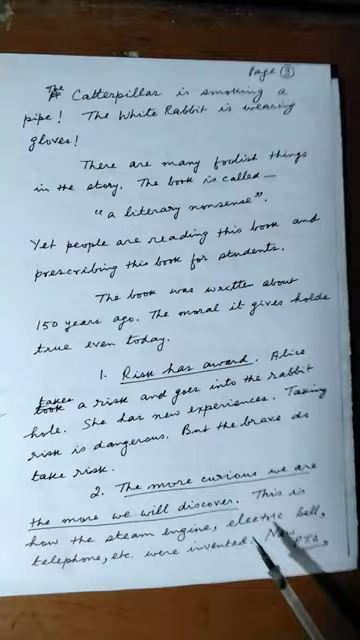 Page 3
The Catterpillar is smoking a
pipe! The White Rabbit is wearing
gloves!
There are many foolish things
in the story. The book is called —
"a literary nonsense".
Yet people are reading this book and
prescribing this book for students.
The book was written about
150 years ago. The moral it gives holds
true even today.
1. Risk has award. Alice
takes
took a risk and goes into the rabbit
hole. She has new experiences. Taking
risk is dangerous. But the brave do
take risk.
2. The more curious we are
the more we will discover. This is
how the steam engine, electric bell,
telephone, etc. were invented. New